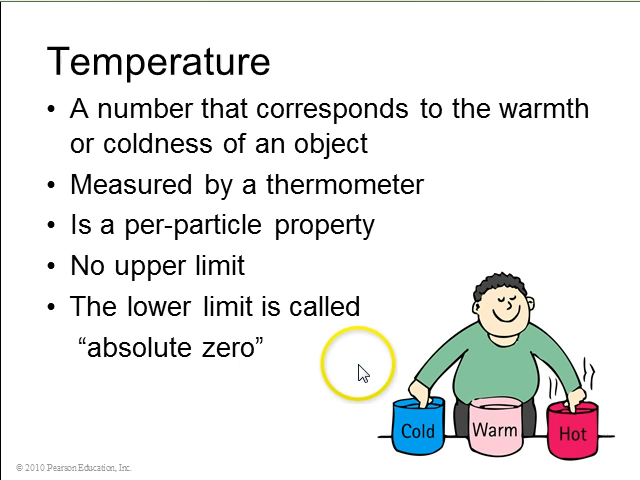 Temperature
• A number that corresponds to the warmth
or coldness of an object
• Measured by a thermometer
• Is a per-particle property
• No upper limit
• The lower limit is called
“absolute zero”
Cold
Warm
Hot
© 2010 Pearson Education, Inc.